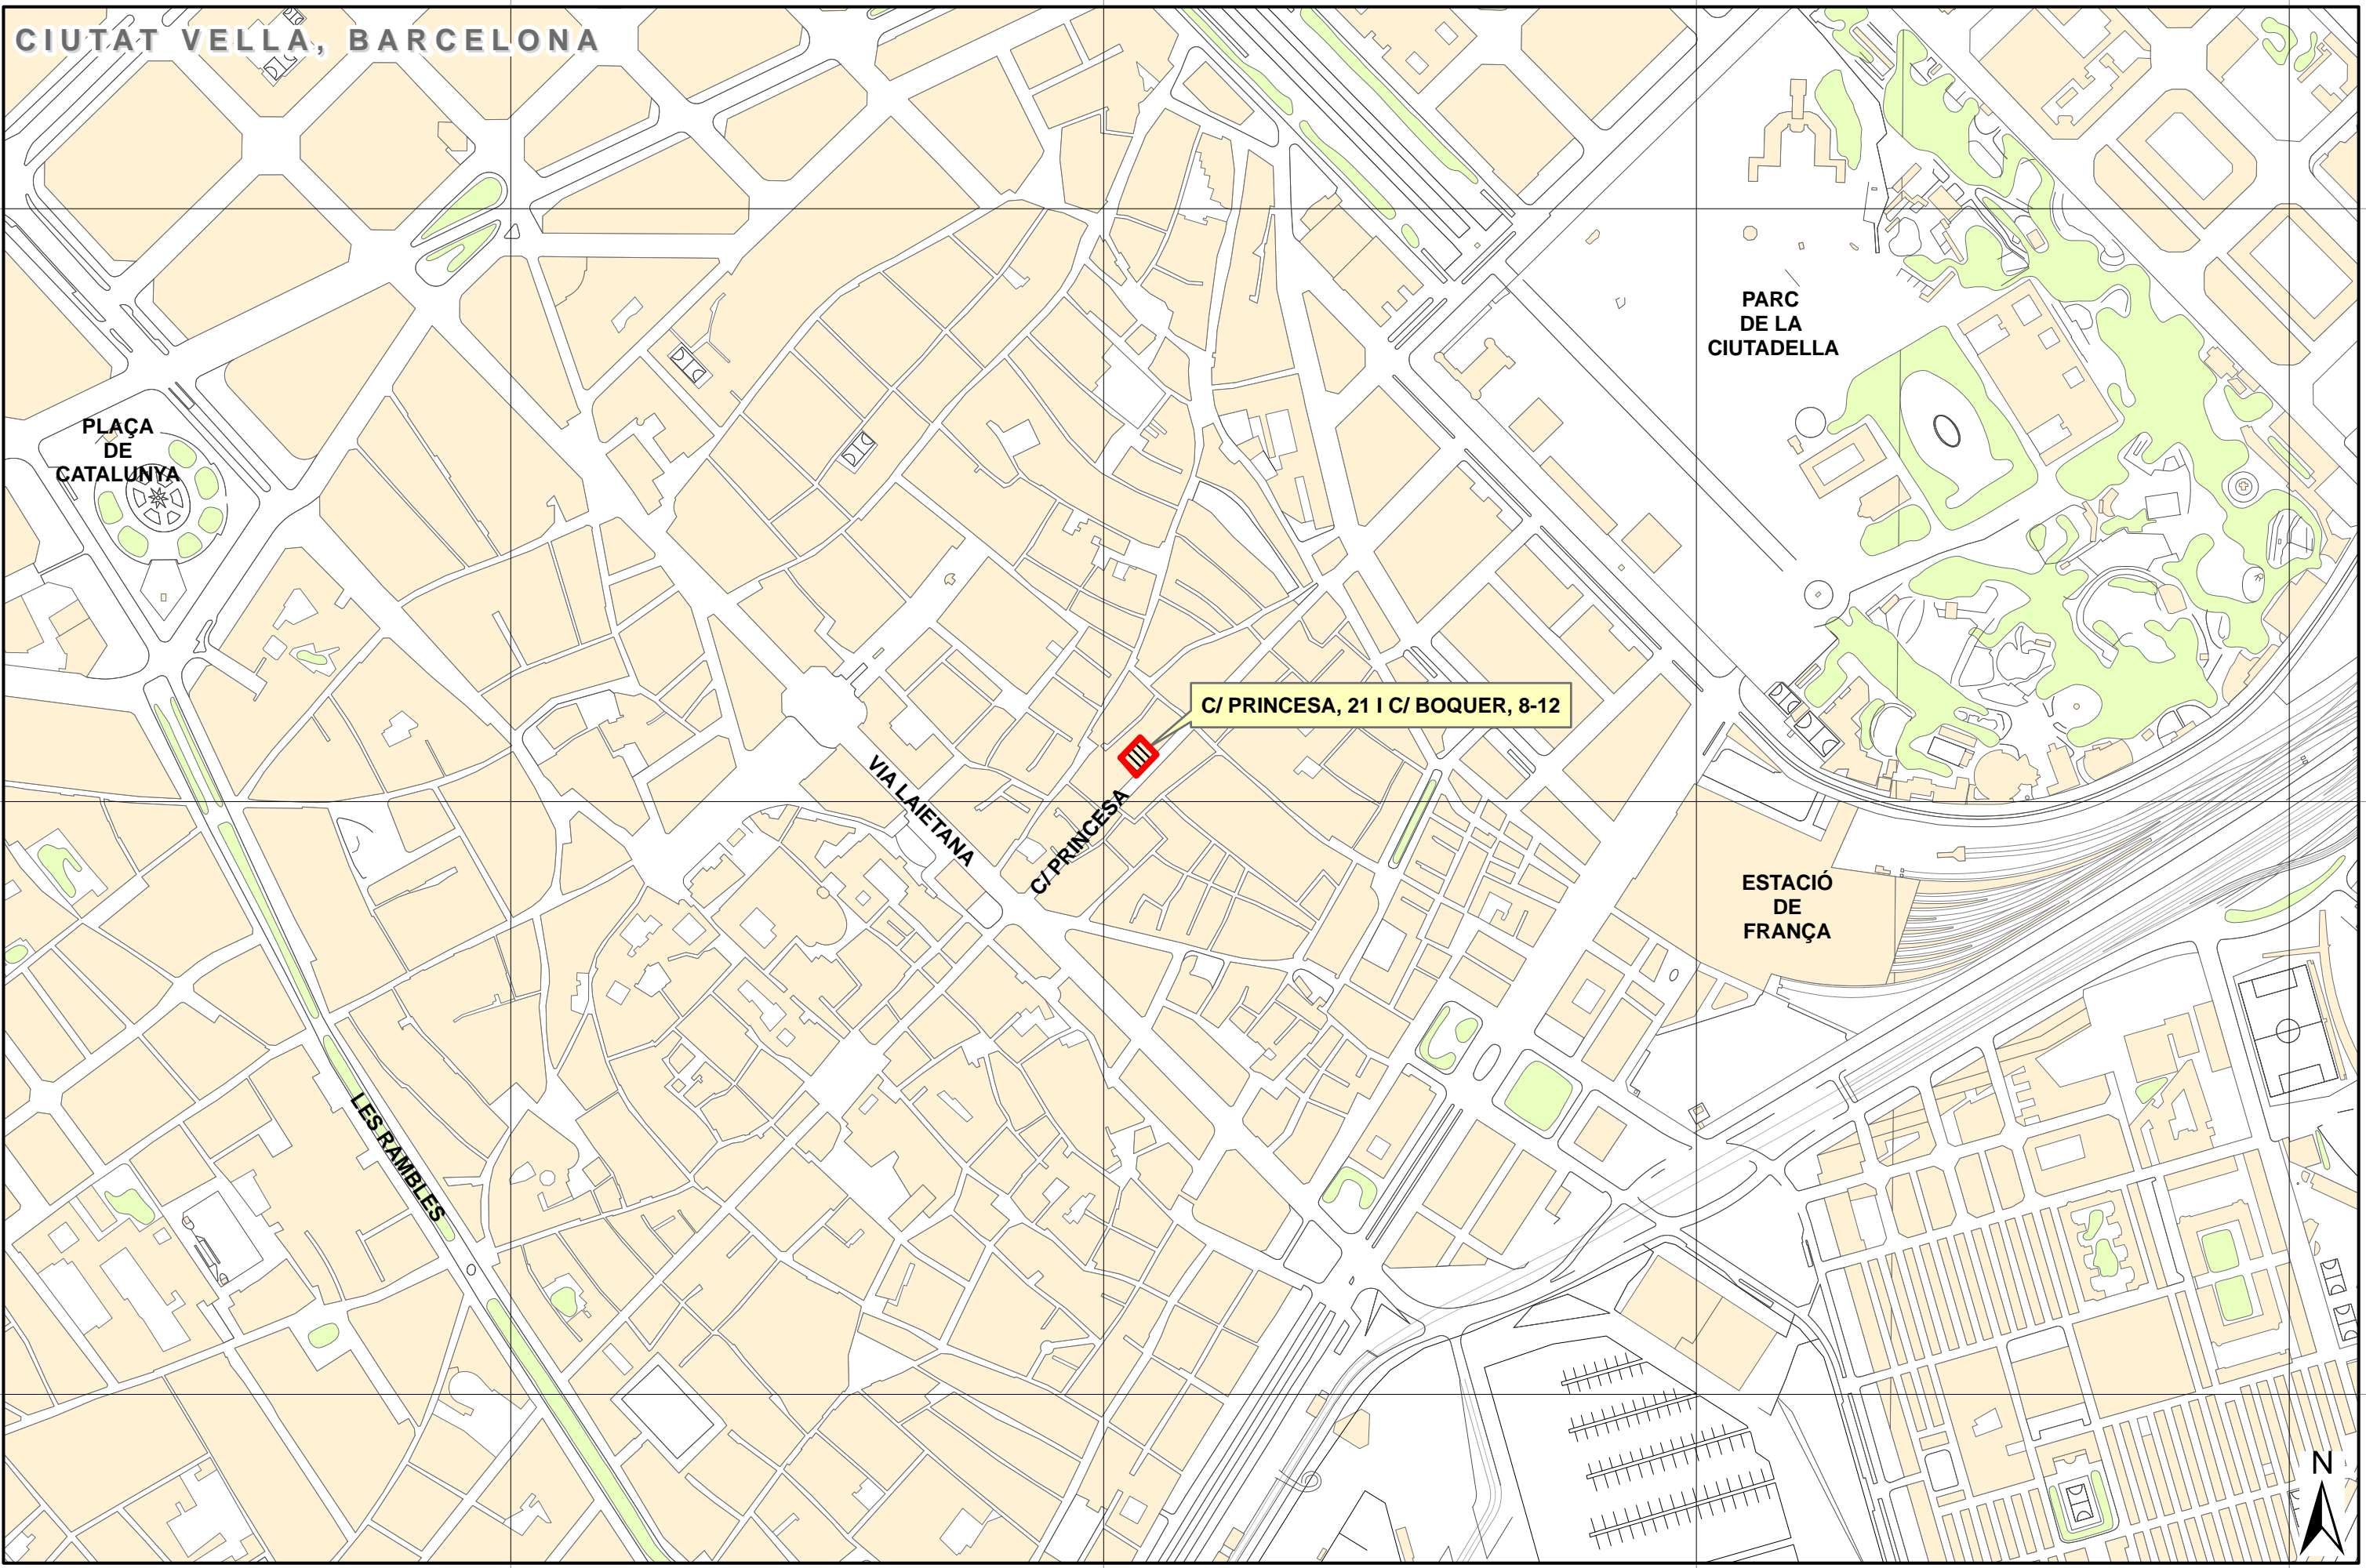 CIUTAT VELLA, BARCELONA
PARC
DE LA
CIUTADELLA
PLAÇA
DE
CATALUNYA
C/ PRINCESA, 21 I C/ BOQUER, 8-12
VIA LAIETANA
C/ PRINCESA
ESTACIÓ
DE
FRANÇA
LES RAMBLES
N